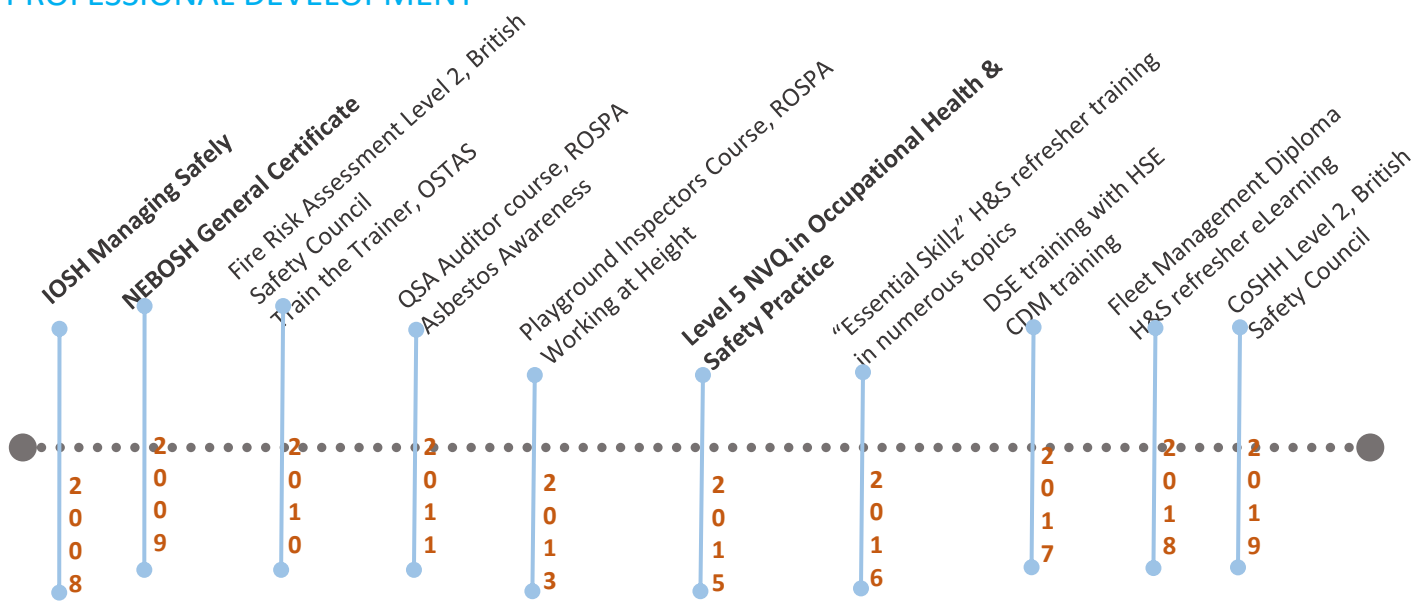 PROFESSIONAL DEVELOPMENT
IOSH Managing Safely
2008
NEBOSH General Certificate
2009
Fire Risk Assessment Level 2, British
Safety Council
Train the Trainer, OSTAS
2010
QSA Auditor course, ROSPA
Asbestos Awareness
2011
Playground Inspectors Course, ROSPA
Working at Height
2013
Level 5 NVQ in Occupational Health &
Safety Practice
2015
“Essential Skillz” H&S refresher training
in numerous topics
2016
DSE training with HSE
CDM training
2017
Fleet Management Diploma
H&S refresher eLearning
2018
CoSHH Level 2, British
Safety Council
2019